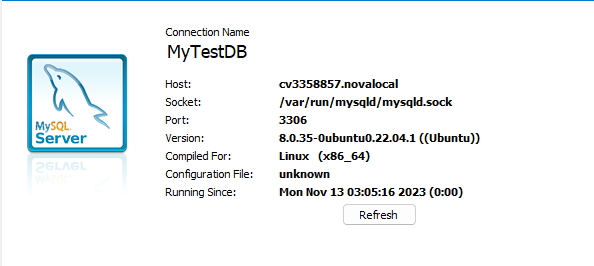 Connection Name
MyTestDB
MySQL
Server
Host: cv3358857.novalocal
Socket: /var/run/mysqld/mysqld.sock
Port: 3306
Version: 8.0.35-0ubuntu0.22.04.1 ((Ubuntu))
Compiled For: Linux (x86_64)
Configuration File: unknown
Running Since: Mon Nov 13 03:05:16 2023 (0:00)
Refresh